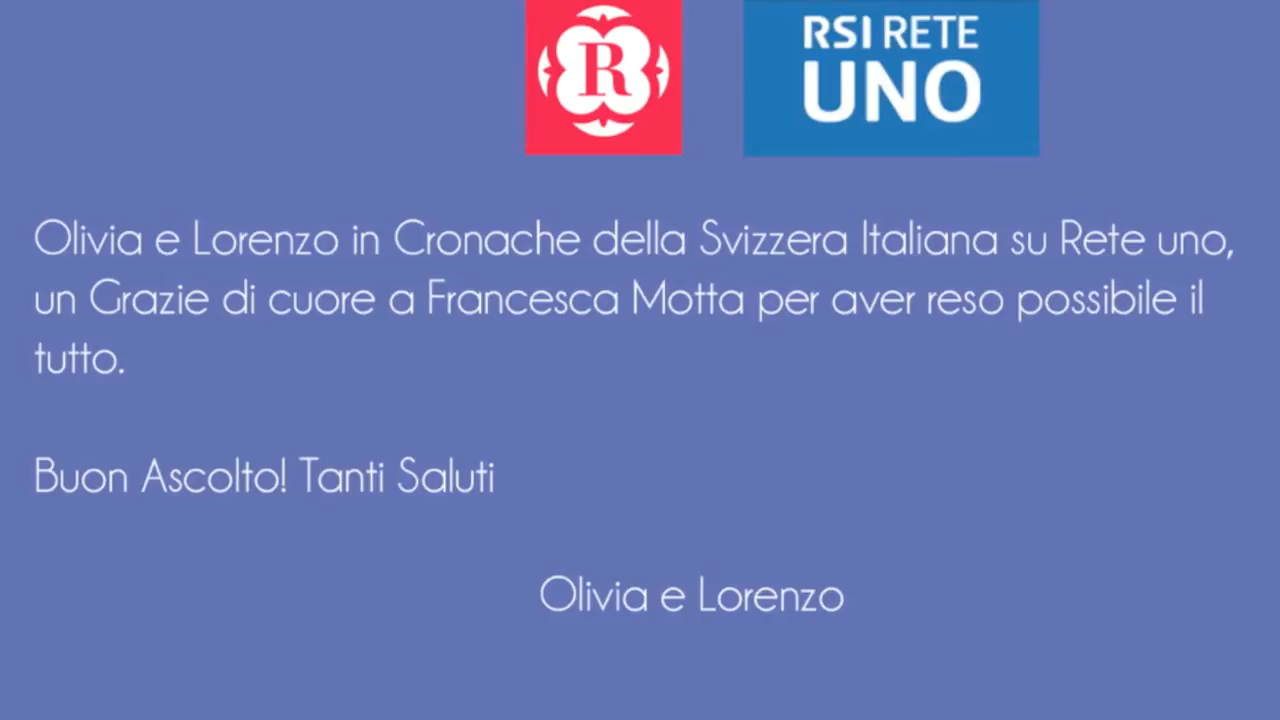 R
RSI RETE
UNO
Olivia e Lorenzo in Cronache della Svizzera Italiana su Rete uno,
un Grazie di cuore a Francesca Motta per aver reso possibile il
tutto.
Buon Ascolto! Tanti Saluti
Olivia e Lorenzo